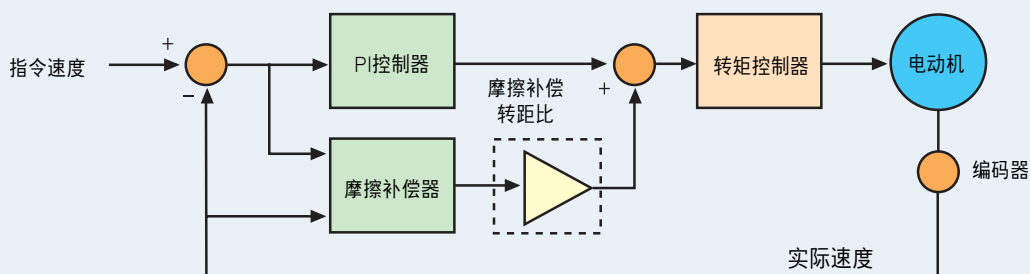 指令速度
+
−
PI控制器
摩擦补偿
转距比
+
转矩控制器
电动机
摩擦补偿器
编码器
实际速度